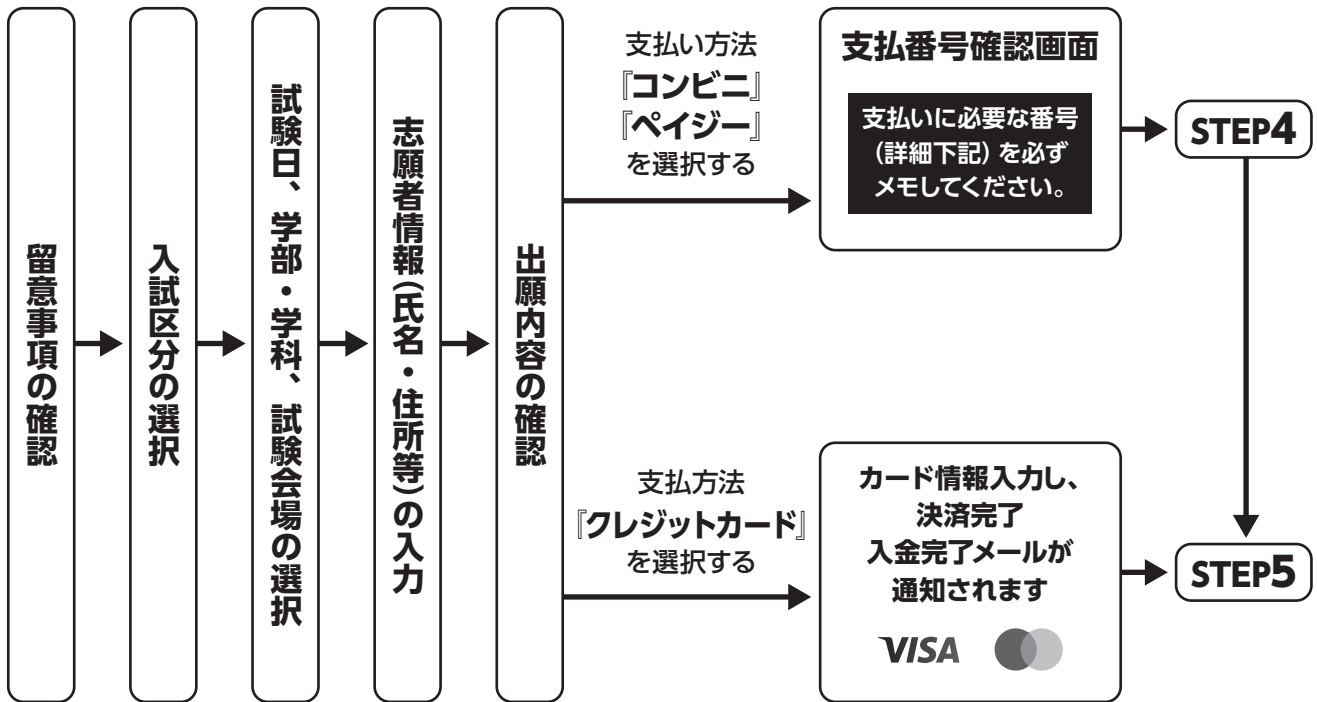 留意事項の確認
入試区分の選択
試験日、学部・学科、試験会場の選択
志願者情報(氏名・住所等)の入力
出願内容の確認
支払い方法
『コンビニ』
『ペイジー』
を選択する
支払番号確認画面
支払いに必要な番号
(詳細下記)を必ず
メモしてください。
STEP4
支払方法
『クレジットカード』
を選択する
カード情報入力し、
決済完了
入金完了メールが
通知されます
VISA
STEP5